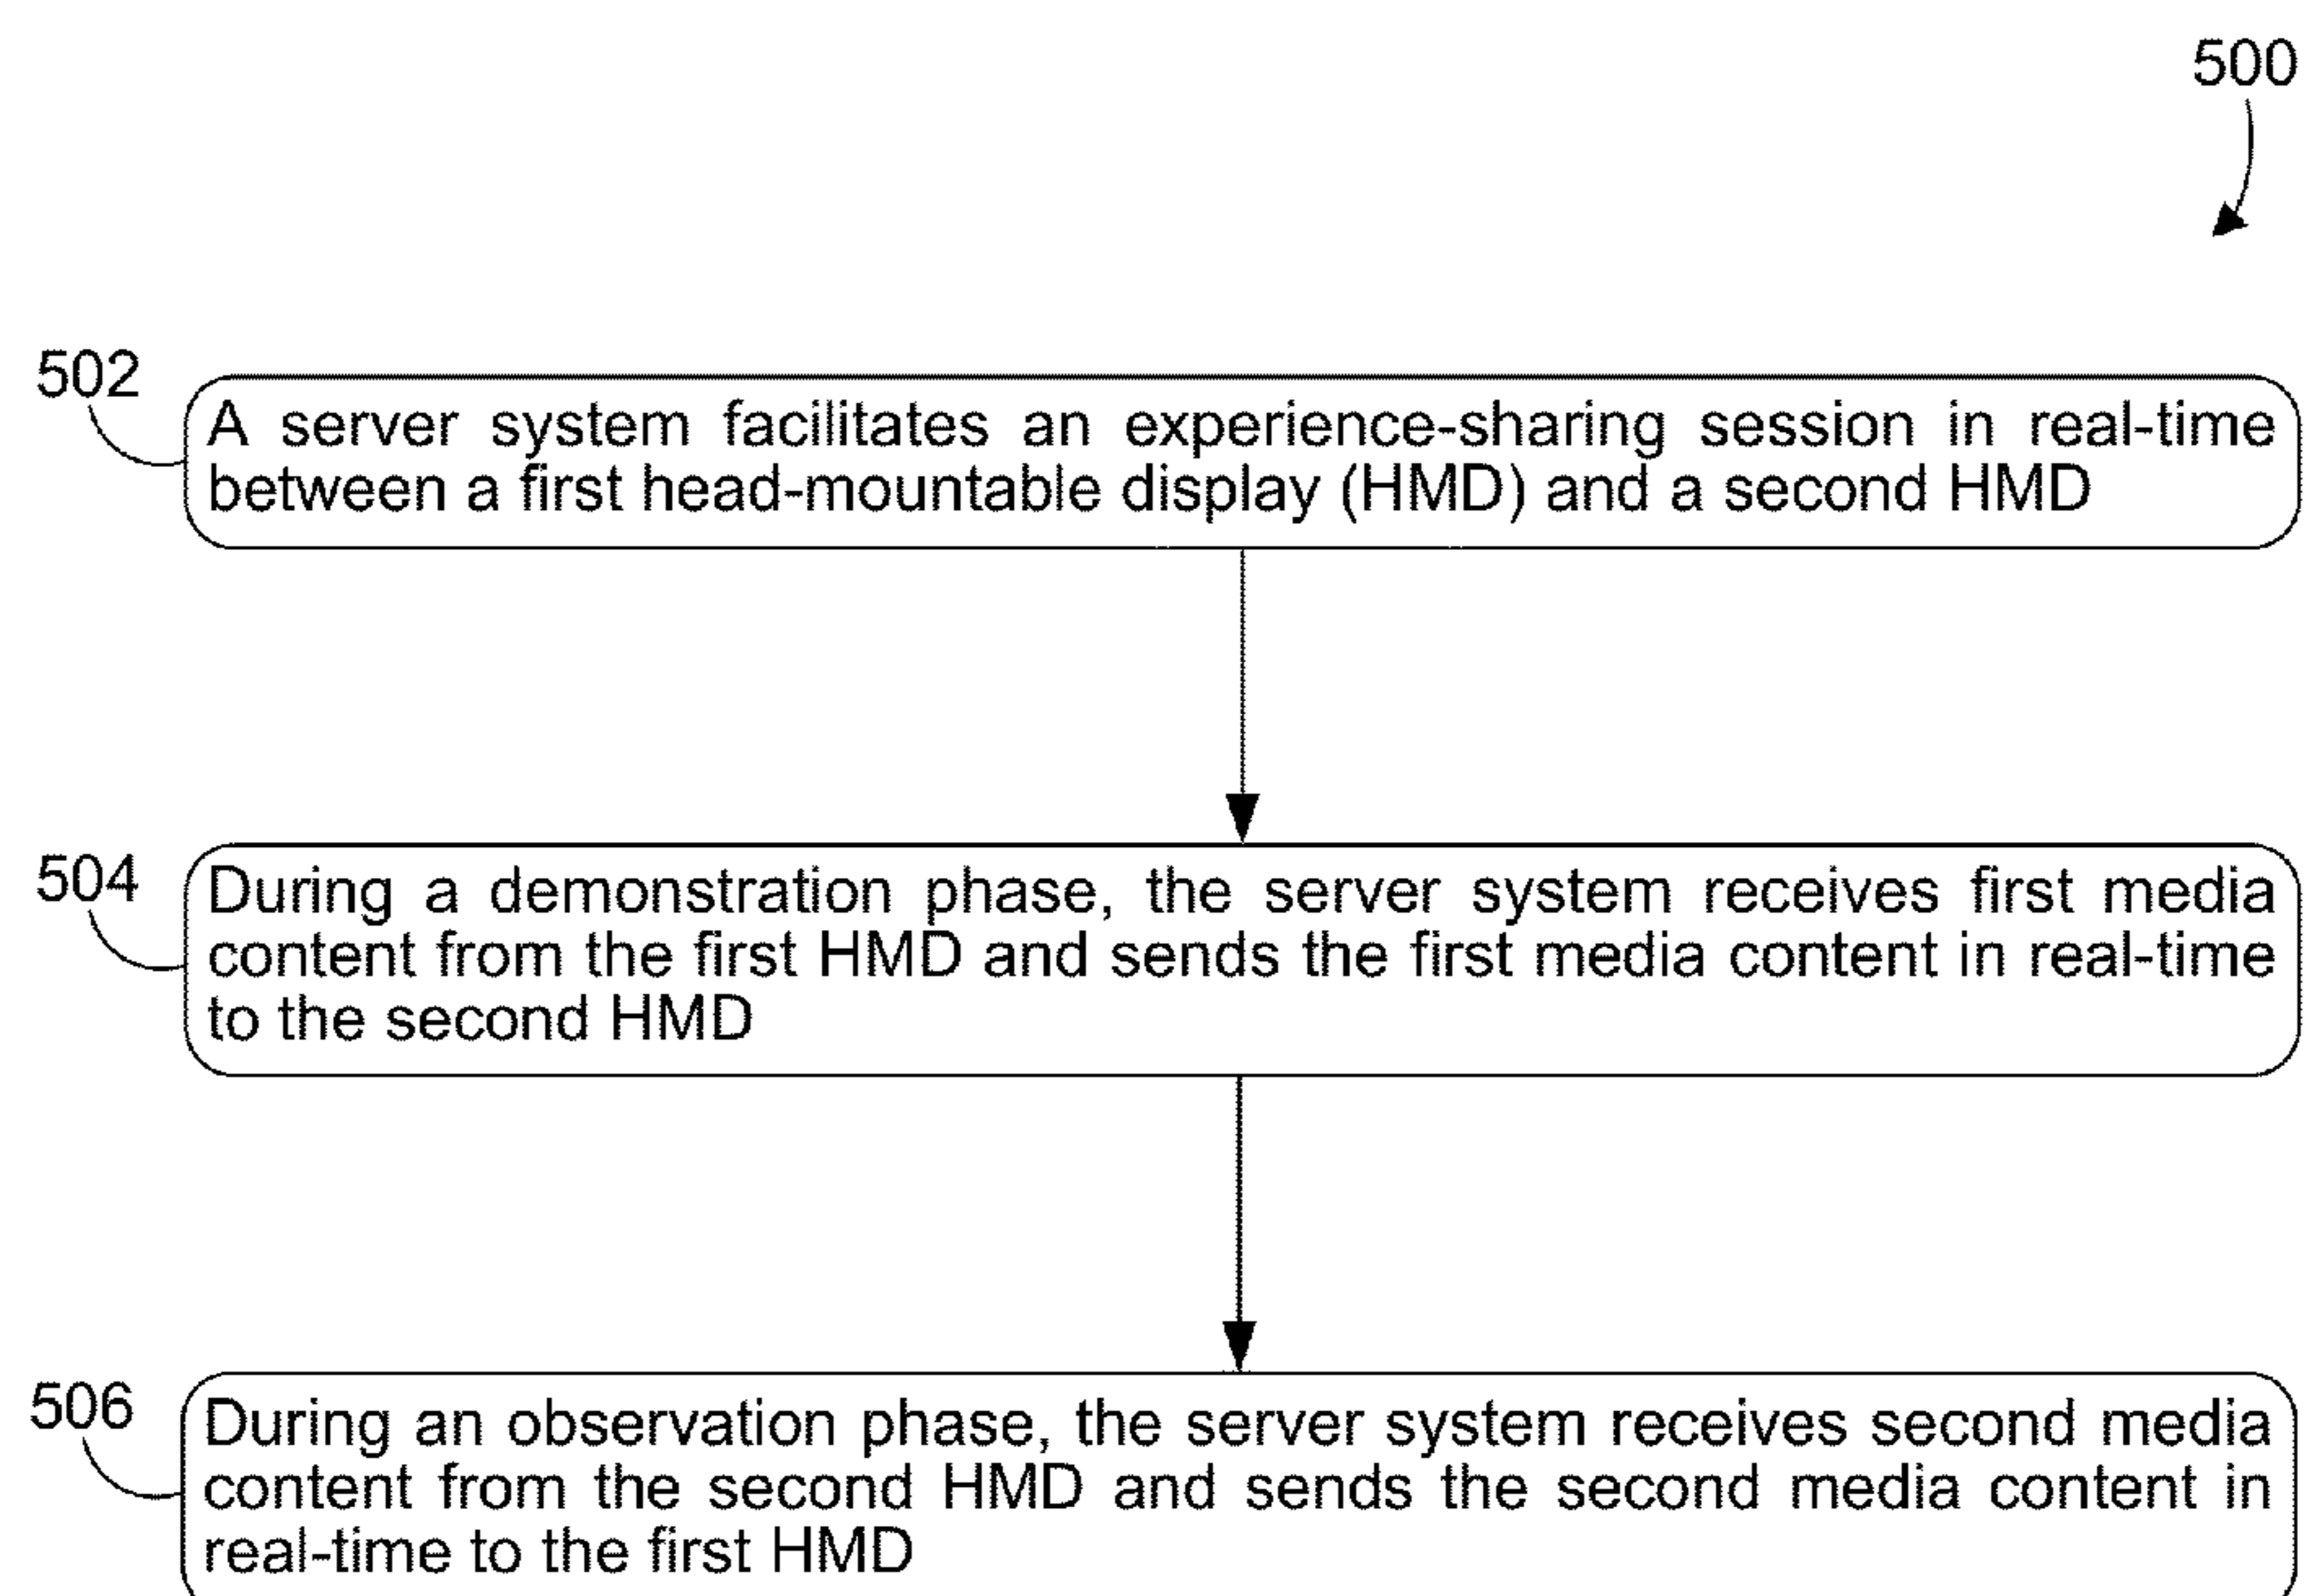 500
502
A server system facilitates an experience-sharing session in real-time
between a first head-mountable display (HMD) and a second HMD
504
During a demonstration phase, the server system receives first media
content from the first HMD and sends the first media content in real-time
to the second HMD
506
During an observation phase, the server system receives second media
content from the second HMD and sends the second media content in
real-time to the first HMD